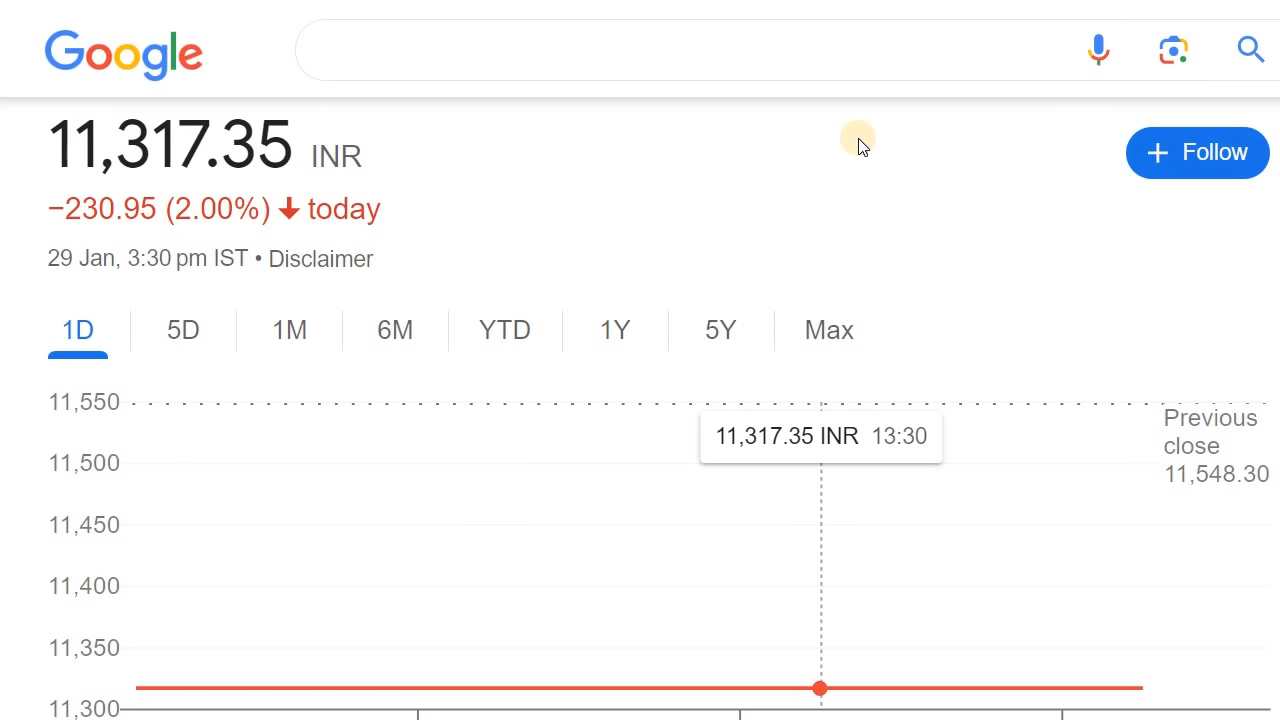 Google
11,317.35 INR
+ Follow
−230.95 (2.00%) ↓ today
29 Jan, 3:30 pm IST • Disclaimer
1D 5D 1M 6M YTD 1Y 5Y Max
11,550
Previous
close
11,548.30
11,317.35 INR 13:30
11,500
11,450
11,400
11,350
11,300